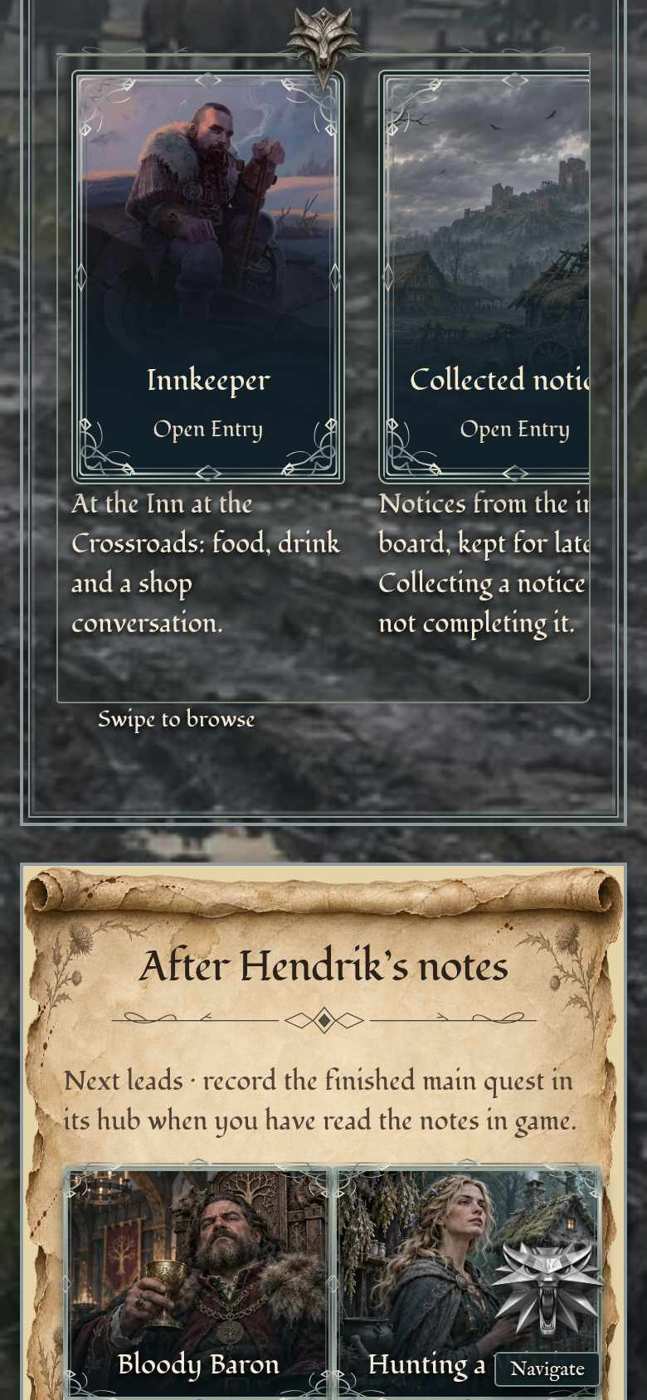 Innkeeper
Open Entry
At the Inn at the
Crossroads: food, drink
and a shop
conversation.
Collected
Open Entry
Notices from the
board, kept for
Collecting a notice
not completing it.
Swipe to browse
After Hendrik's notes
Next leads · record the finished main quest in
its hub when you have read the notes in game.
Bloody Baron
Hunting a
Navigate